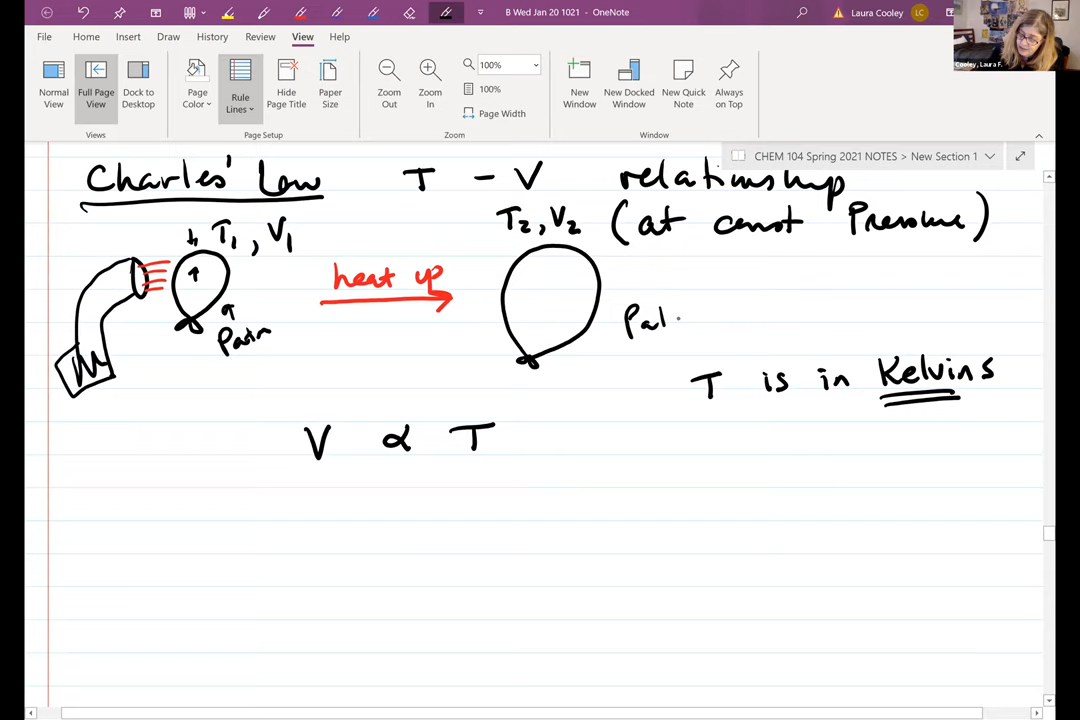 B Wed Jan 20 1021 - OneNote
Laura Cooley
LC
File Home Insert Draw History Review View Help
Normal View
Full Page View
Dock to Desktop
Page Color
Rule Lines
Hide Page Title
Paper Size
Zoom Out
Zoom In
100%
100%
Page Width
New Window
New Docked Window
New Quick Note
Always on Top
Views
Page Setup
Zoom
Window
Cooley, Laura F.
CHEM 104 Spring 2021 NOTES > New Section 1
Charles' Law T - V relationship
(at const Pressure)
T1, V1
T2, V2
heat up
Patm
T is in Kelvins
V ∝ T